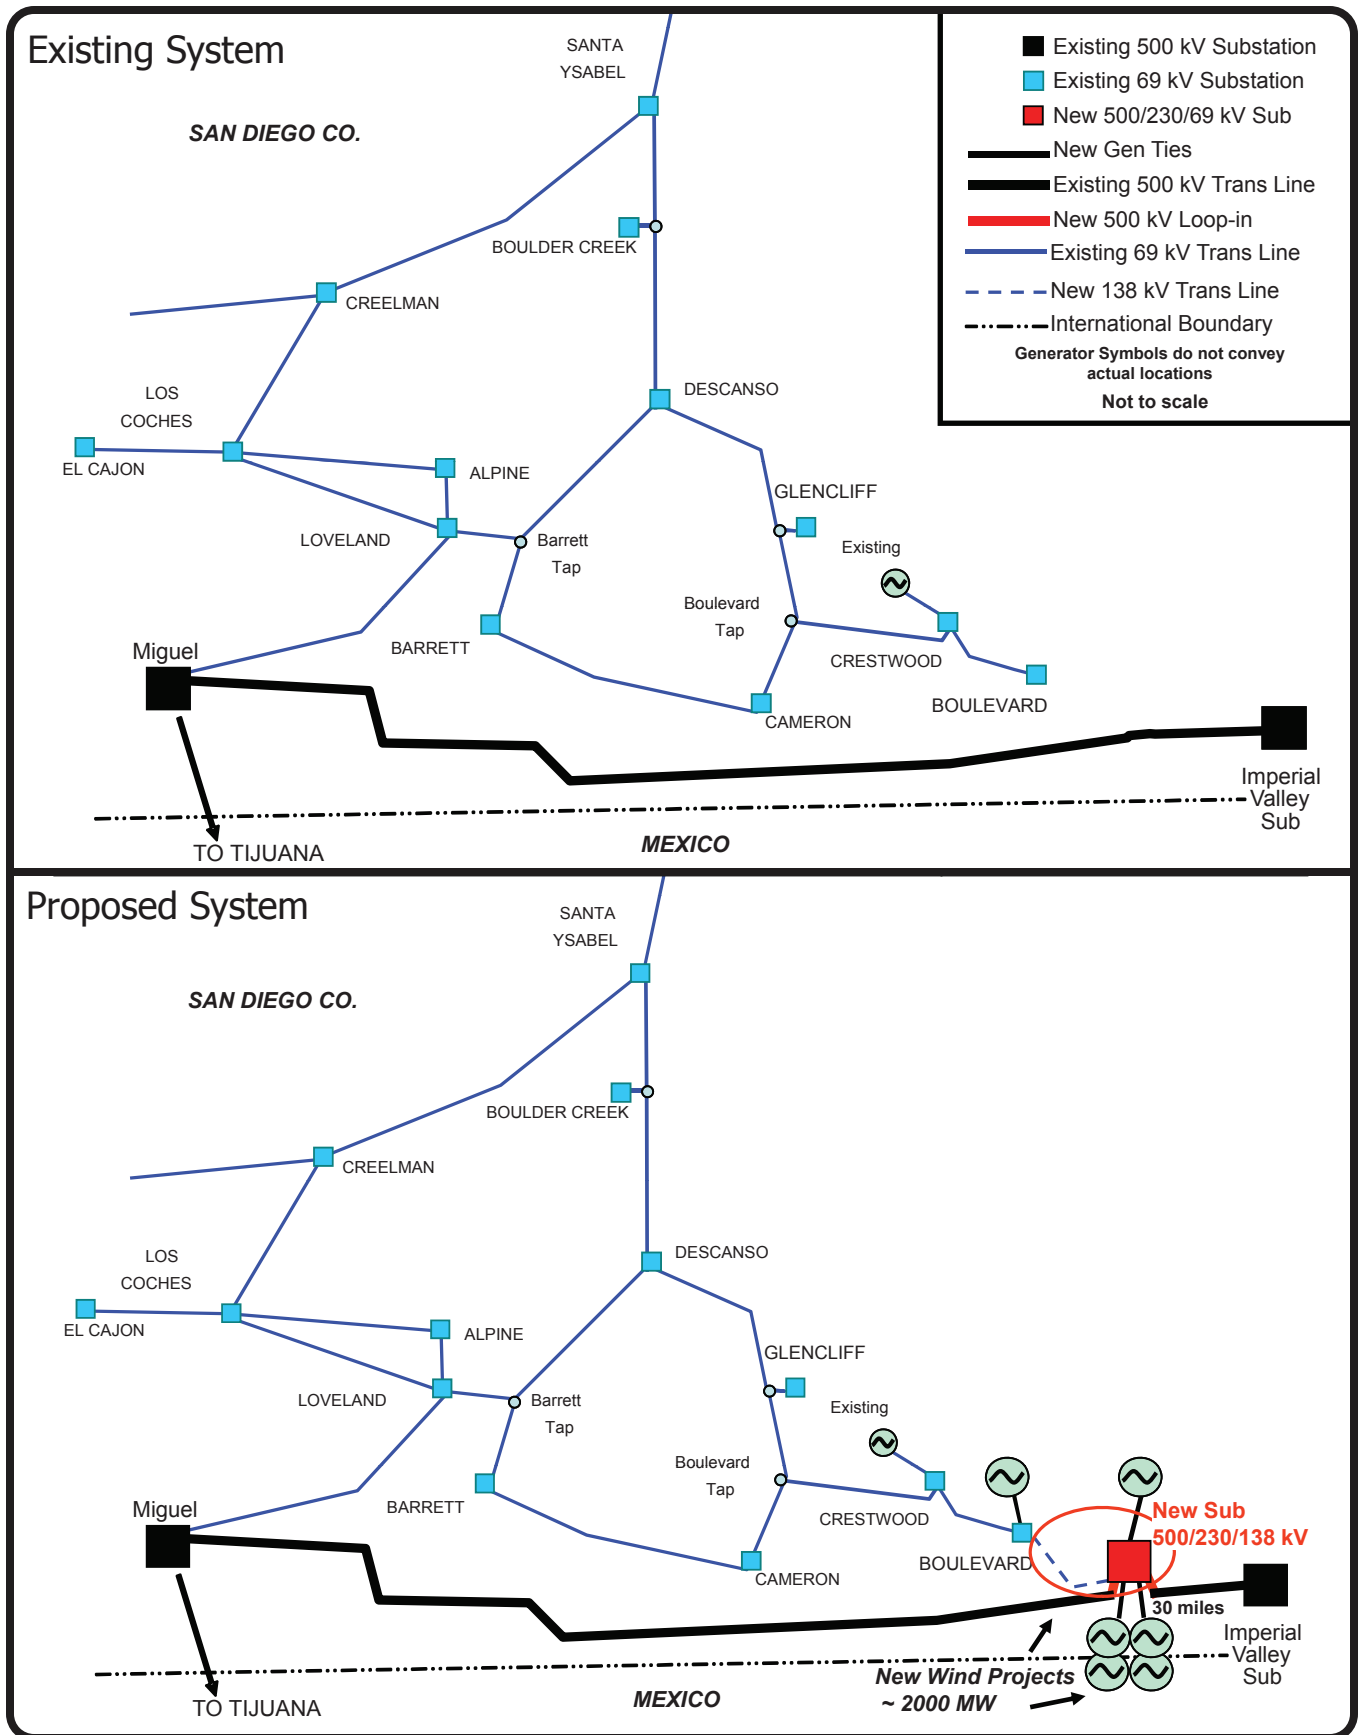 Existing System
SAN DIEGO CO.
SANTA
YSABEL
Existing 500 kV Substation
Existing 69 kV Substation
New 500/230/69 kV Sub
New Gen Ties
Existing 500 kV Trans Line
New 500 kV Loop-in
Existing 69 kV Trans Line
New 138 kV Trans Line
International Boundary
Generator Symbols do not convey
actual locations
Not to scale
BOULDER CREEK
CREELMAN
LOS
COCHES
EL CAJON
DESCANSO
ALPINE
GLENCLIFF
LOVELAND
Barrett
Tap
Existing
Boulevard
Tap
BARRETT
CRESTWOOD
BOULEVARD
Miguel
CAMERON
Imperial
Valley
Sub
TO TIJUANA
MEXICO
Proposed System
SAN DIEGO CO.
SANTA
YSABEL
BOULDER CREEK
CREELMAN
LOS
COCHES
EL CAJON
DESCANSO
ALPINE
GLENCLIFF
LOVELAND
Barrett
Tap
Existing
Boulevard
Tap
BARRETT
CRESTWOOD
BOULEVARD
New Sub
500/230/138 kV
Miguel
CAMERON
30 miles
Imperial
Valley
Sub
New Wind Projects
~ 2000 MW
TO TIJUANA
MEXICO